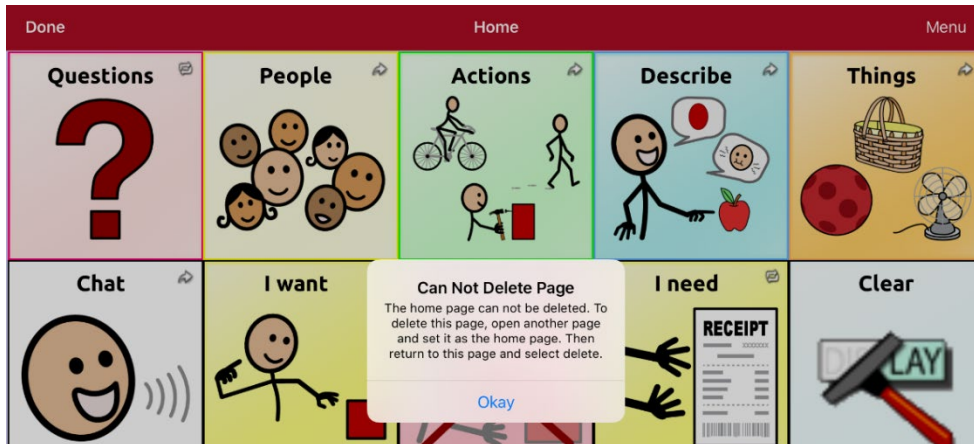 Done Home Menu
Questions People Actions Describe Things
Chat I want I need Clear
Can Not Delete Page
The home page can not be deleted. To
delete this page, open another page
and set it as the home page. Then
return to this page and select delete.
Okay
RECEIPT